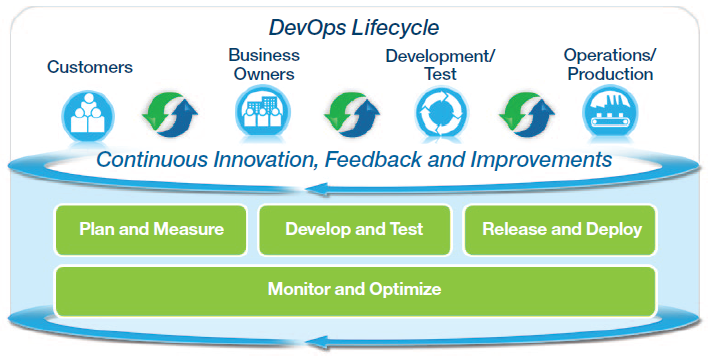 DevOps Lifecycle
Customers
Business
Owners
Development/
Test
Operations/
Production
Continuous Innovation, Feedback and Improvements
Plan and Measure
Develop and Test
Release and Deploy
Monitor and Optimize